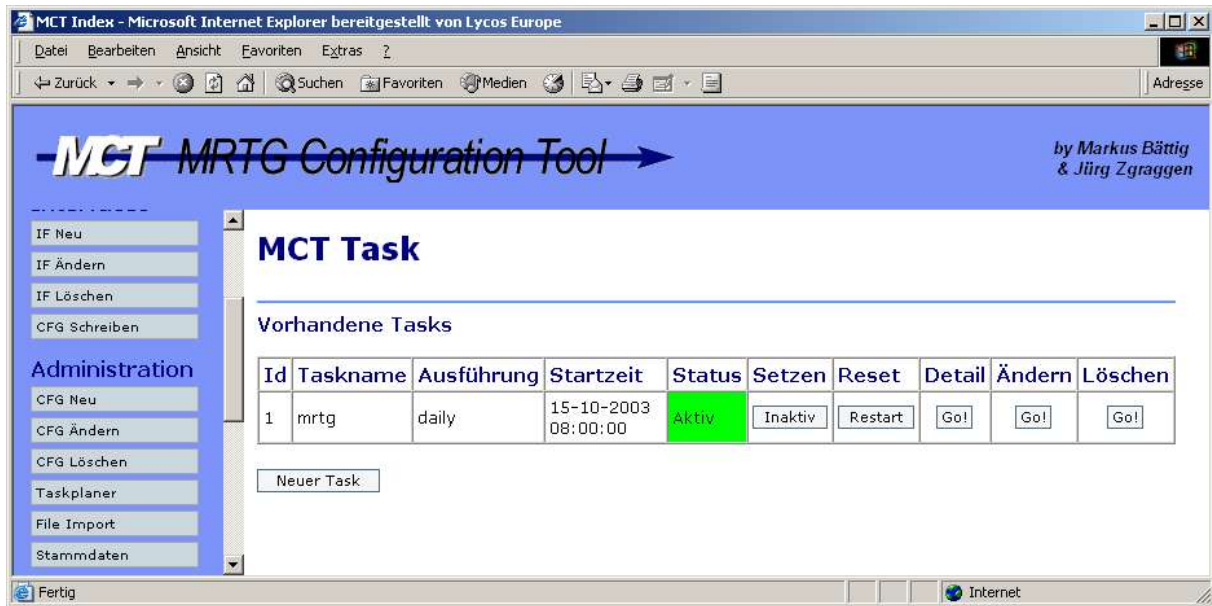 MCT Index - Microsoft Internet Explorer bereitgestellt von Lycos Europe
Datei Bearbeiten Ansicht Favoriten Extras ?
Zurück Suchen Favoriten Medien Adresse
MCT MRTG Configuration Tool
by Markus Bättig
& Jürg Zgraggen
IF Neu
IF Ändern
IF Löschen
CFG Schreiben
Administration
CFG Neu
CFG Ändern
CFG Löschen
Taskplaner
File Import
Stammdaten
MCT Task
Vorhandene Tasks
Id Taskname Ausführung Startzeit Status Setzen Reset Detail Ändern Löschen
1 mrtg daily 15-10-2003 08:00:00 Aktiv Inaktiv Restart Go! Go! Go!
Neuer Task
Fertig Internet